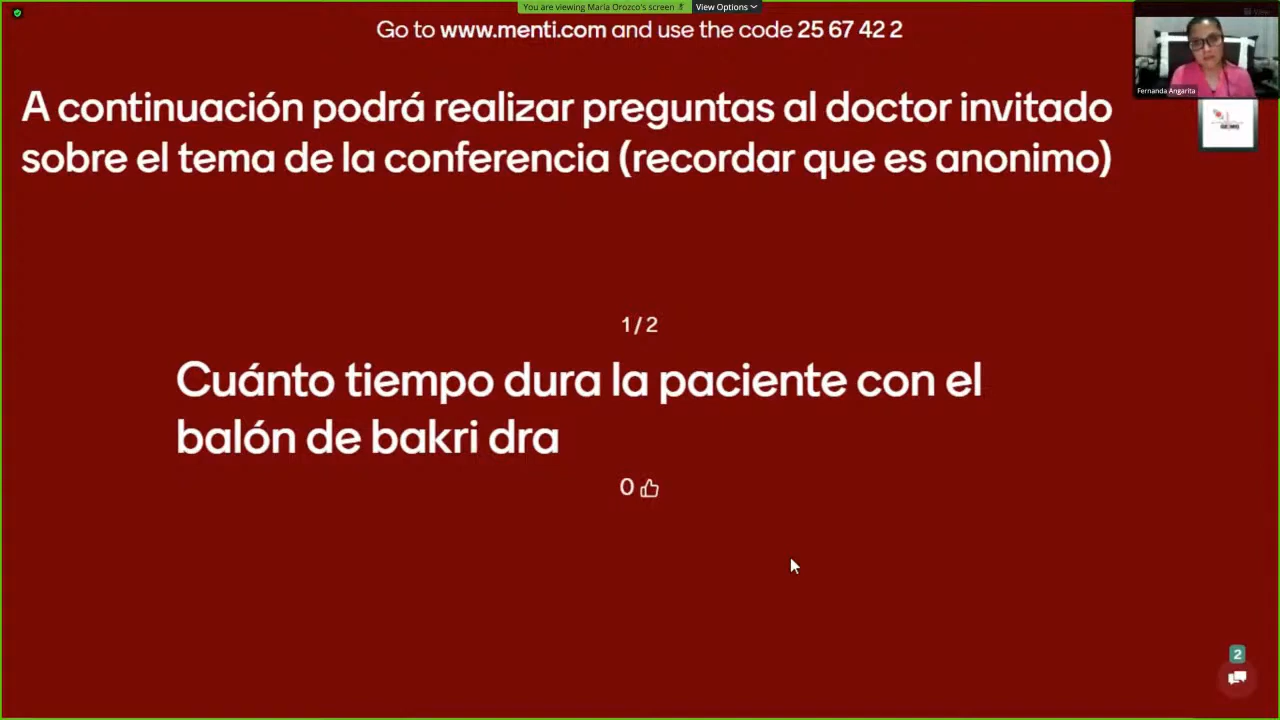 You are viewing María Orozco's screen
View Options
Go to www.menti.com and use the code 25 67 42 2
Fernanda Angarita
A continuación podrá realizar preguntas al doctor invitado
sobre el tema de la conferencia (recordar que es anonimo)
1/2
Cuánto tiempo dura la paciente con el
balón de bakri dra
0
2